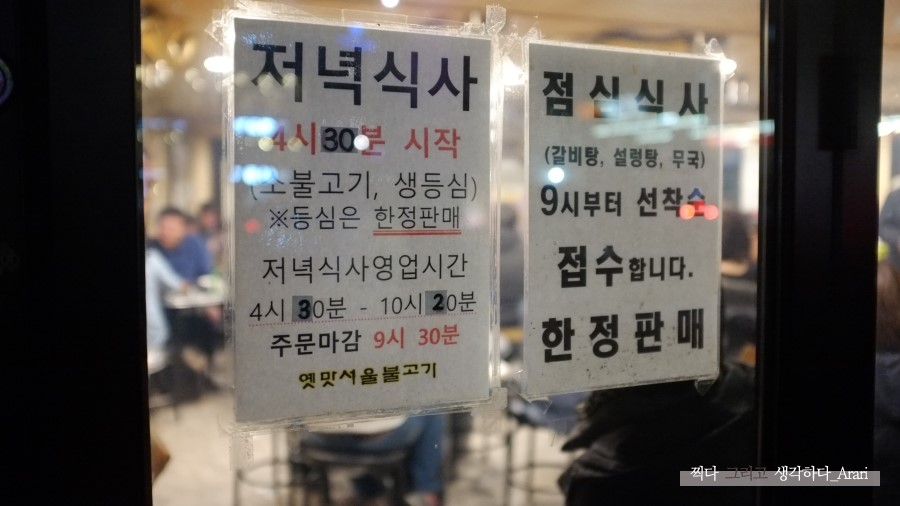 저녁식사
4시30분 시작
(소불고기, 생등심)
※등심은 한정판매
저녁식사영업시간
4시 30분 - 10시 20분
주문마감 9시 30분
옛맛서울불고기
점심식사
(갈비탕, 설렁탕, 무국)
9시부터 선착순
접수합니다.
한정판매
찍다 그리고 생각하다_Arari